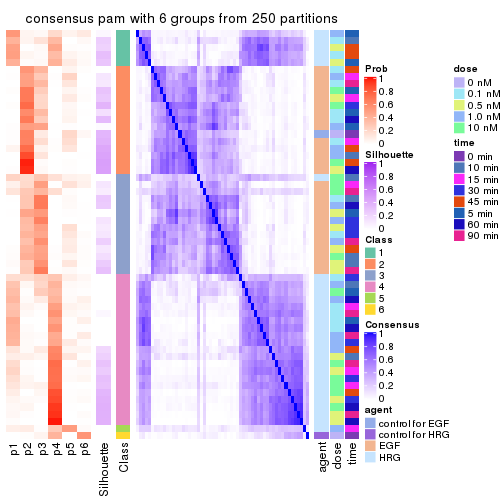 consensus pam with 6 groups from 250 partitions
Prob
1
0.8
0.6
0.4
0.2
0
Silhouette
1
0.8
0.6
0.4
0.2
0
Class
1
2
3
4
5
6
Consensus
1
0.8
0.6
0.4
0.2
0
agent
control for EGF
control for HRG
EGF
HRG
dose
0 nM
0.1 nM
0.5 nM
1.0 nM
10 nM
time
0 min
10 min
15 min
30 min
45 min
5 min
60 min
90 min
p1
p2
p3
p4
p5
p6
Silhouette
Class
agent
dose
time